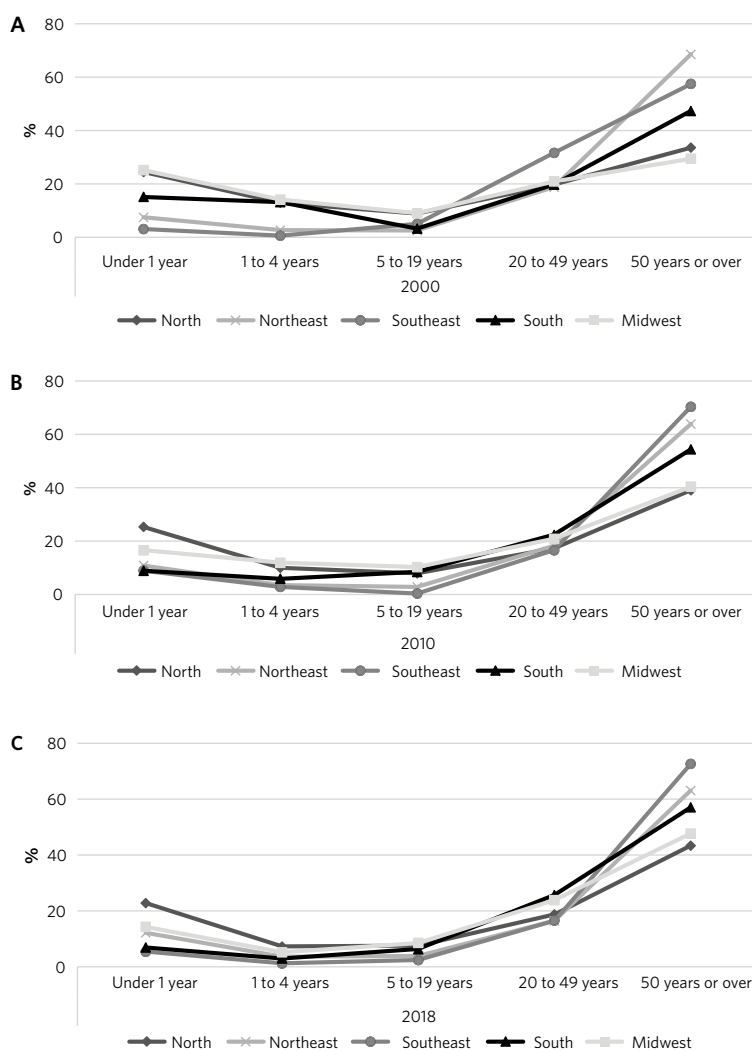 A
80
60
40
20
0
%
Under 1 year 1 to 4 years 5 to 19 years 20 to 49 years 50 years or over
2000
North Northeast Southeast South Midwest
B
80
60
40
20
0
%
Under 1 year 1 to 4 years 5 to 19 years 20 to 49 years 50 years or over
2010
North Northeast Southeast South Midwest
C
80
60
40
20
0
%
Under 1 year 1 to 4 years 5 to 19 years 20 to 49 years 50 years or over
2018
North Northeast Southeast South Midwest